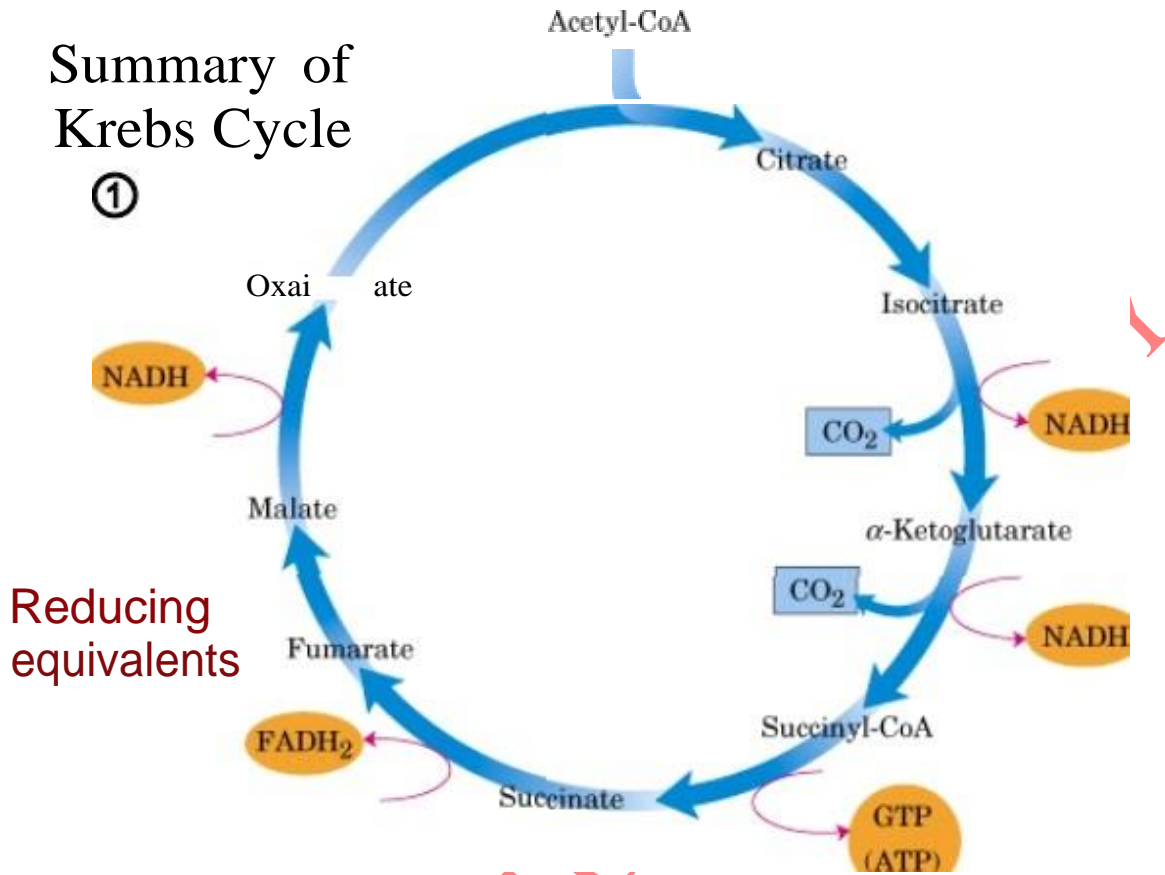 Acetyl-CoA
Summary of
Krebs Cycle
①
Citrate
Oxai ate
Isocitrate
NADH
NADH
CO₂
Malate
α-Ketoglutarate
CO₂
Reducing
equivalents
NADH
Fumarate
Succinyl-CoA
FADH₂
Succinate
GTP
(ATP)